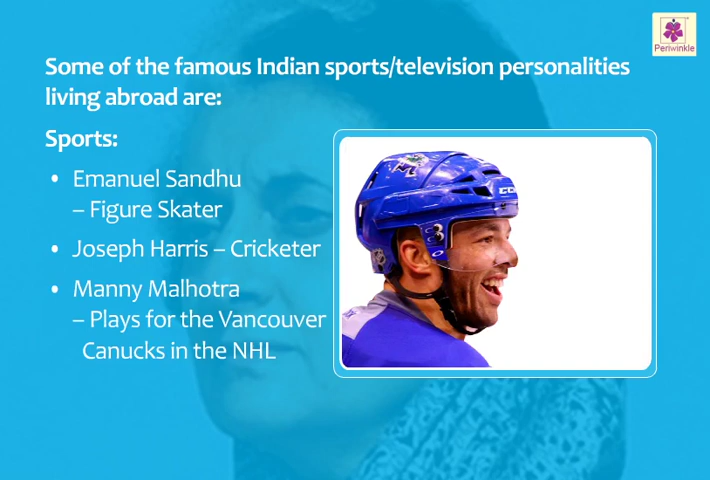 Periwinkle
Some of the famous Indian sports/television personalities
living abroad are:
Sports:
• Emanuel Sandhu
– Figure Skater
• Joseph Harris – Cricketer
• Manny Malhotra
– Plays for the Vancouver
Canucks in the NHL
CCM